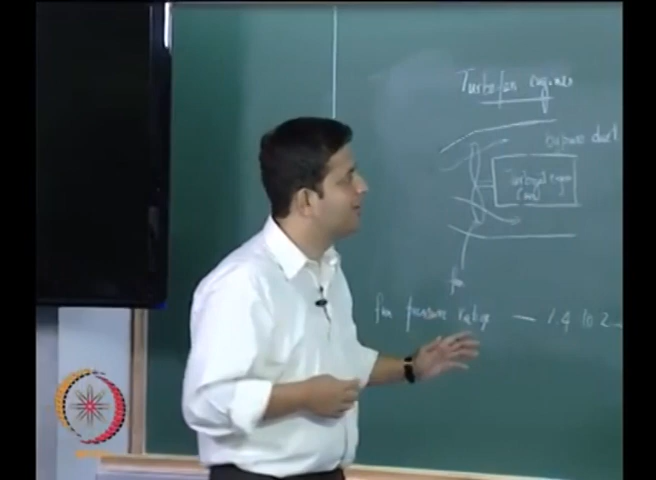 Turbofan engines
bypass duct
Turbojet engine
(core)
fan
fan pressure ratio — 1.4 to 2